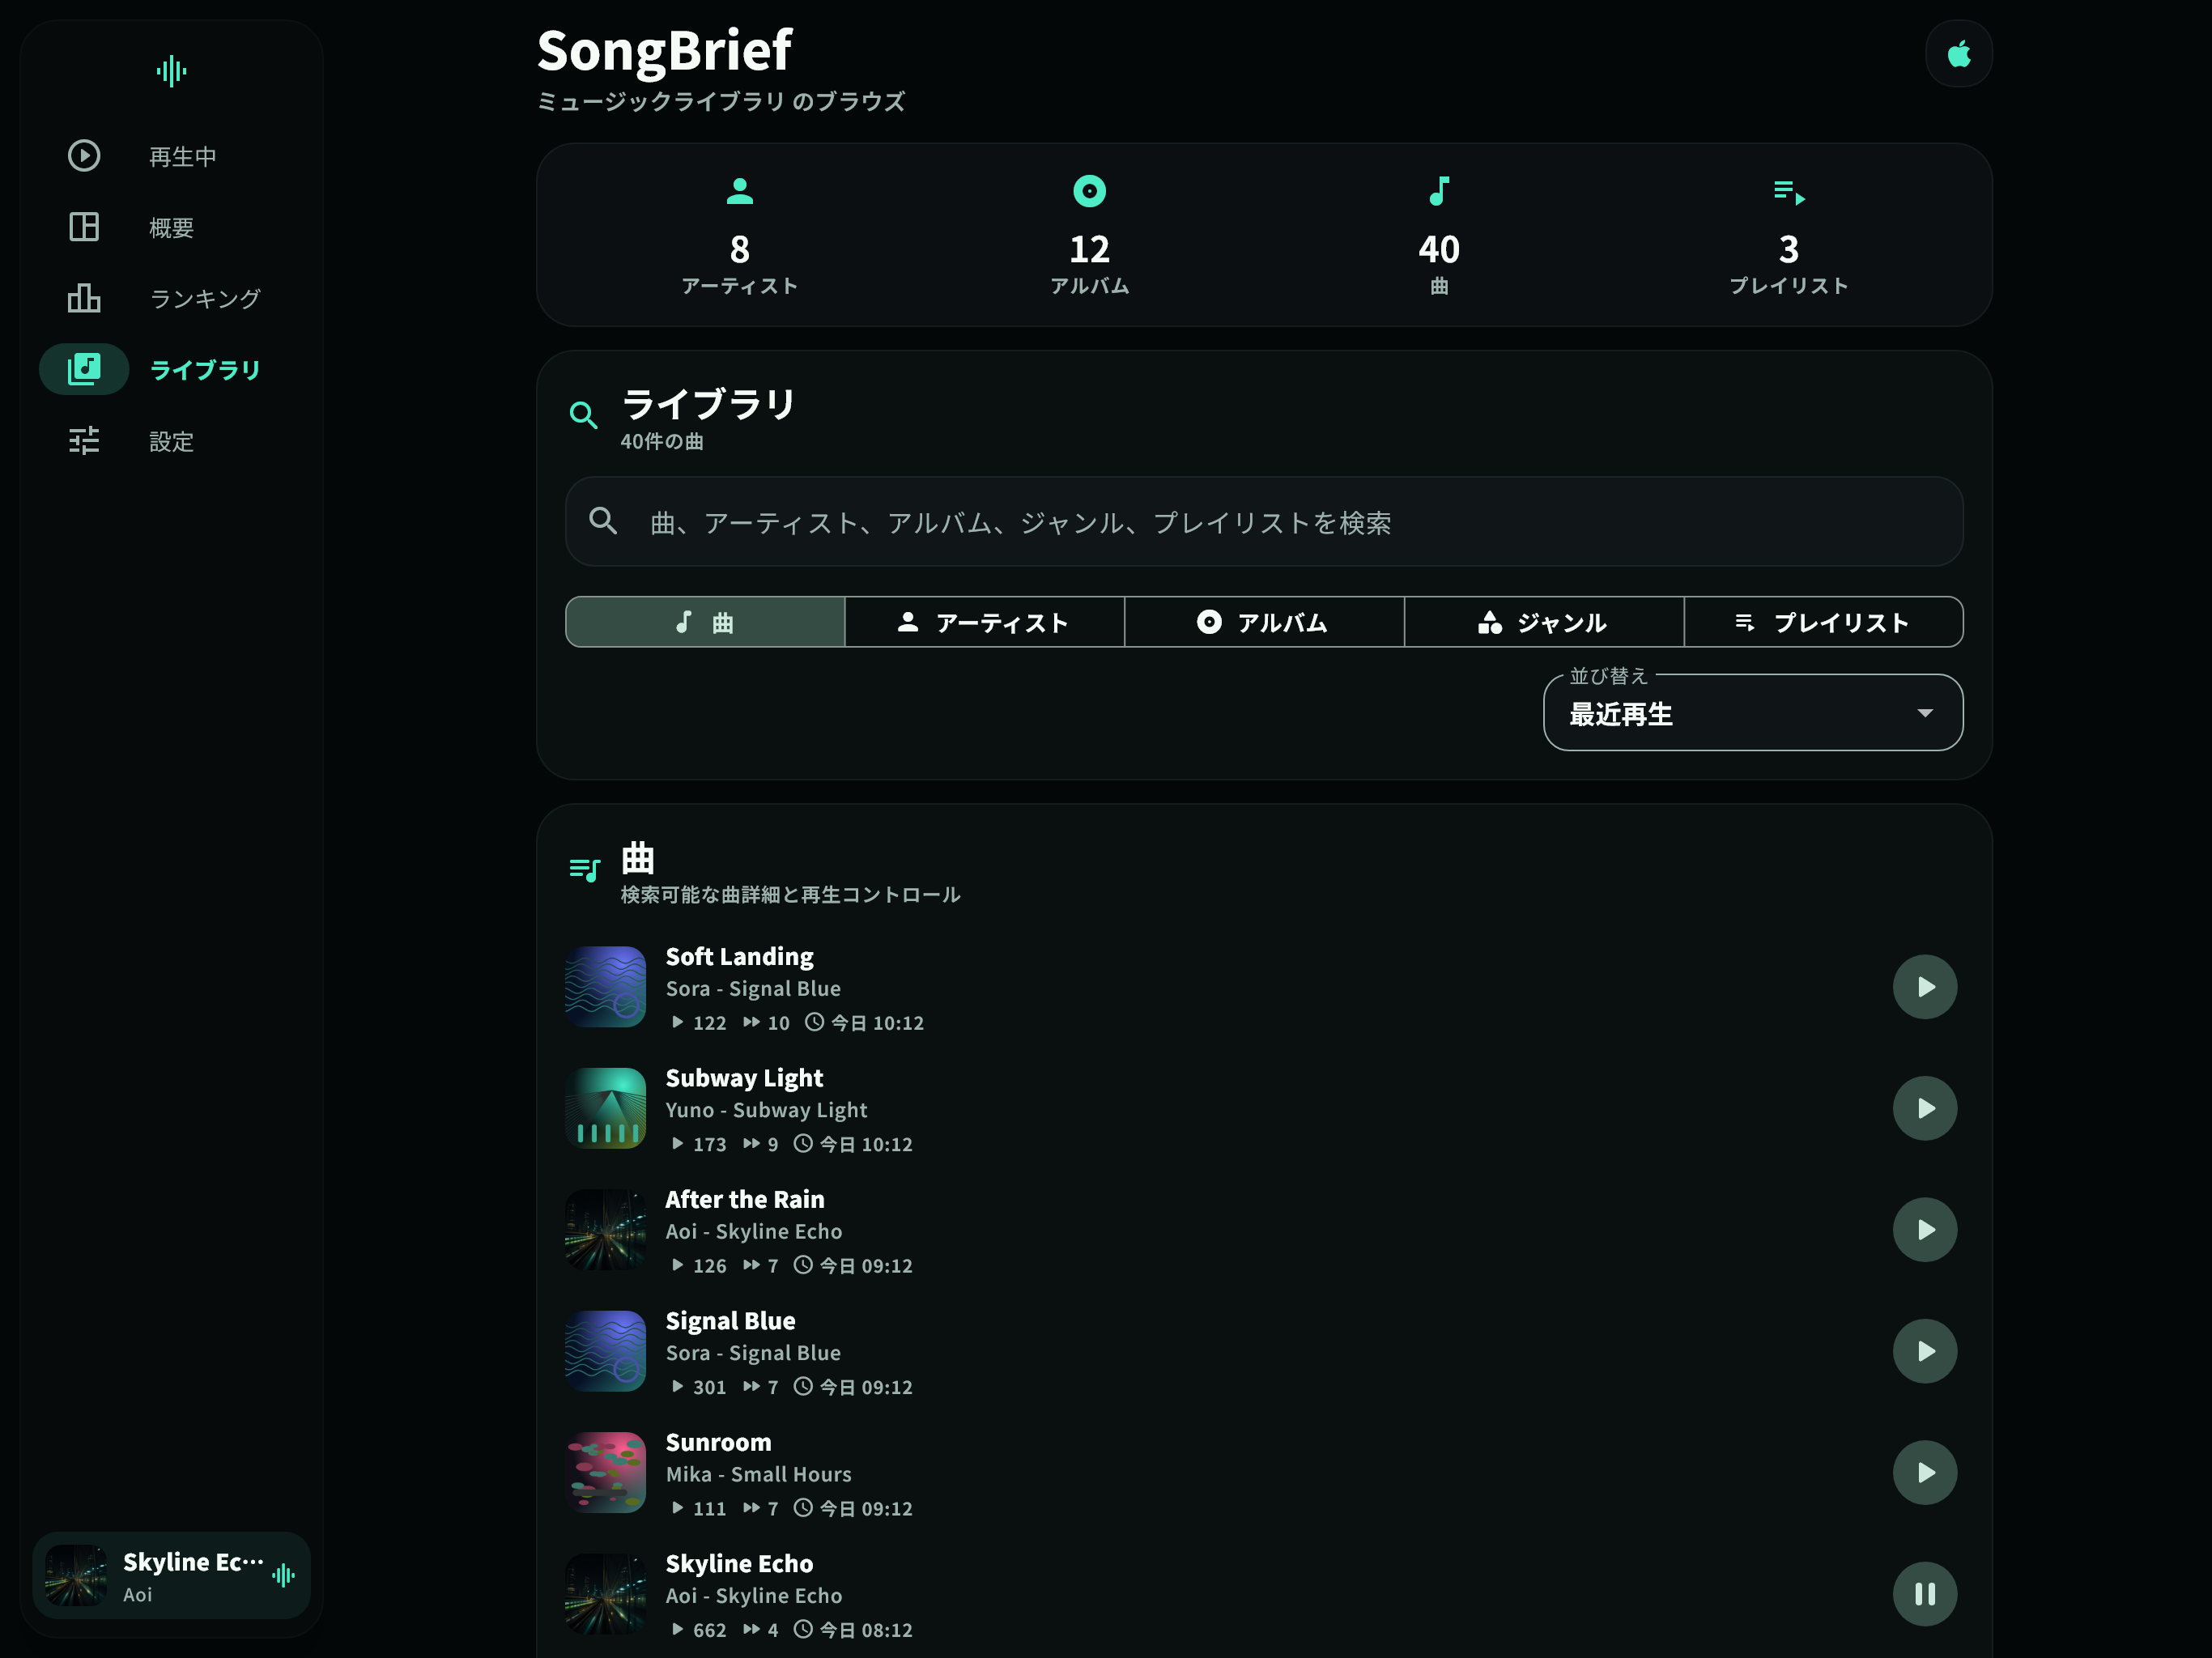 SongBrief
ミュージックライブラリ のブラウズ
再生中
概要
ランキング
ライブラリ
設定
8
アーティスト
12
アルバム
40
曲
3
プレイリスト
ライブラリ
40件の曲
曲、アーティスト、アルバム、ジャンル、プレイリストを検索
曲
アーティスト
アルバム
ジャンル
プレイリスト
並び替え
最近再生
曲
検索可能な曲詳細と再生コントロール
Soft Landing
Sora - Signal Blue
122 10 今日 10:12
Subway Light
Yuno - Subway Light
173 9 今日 10:12
After the Rain
Aoi - Skyline Echo
126 7 今日 09:12
Signal Blue
Sora - Signal Blue
301 7 今日 09:12
Sunroom
Mika - Small Hours
111 7 今日 09:12
Skyline Echo
Aoi - Skyline Echo
662 4 今日 08:12
Skyline Ec…
Aoi